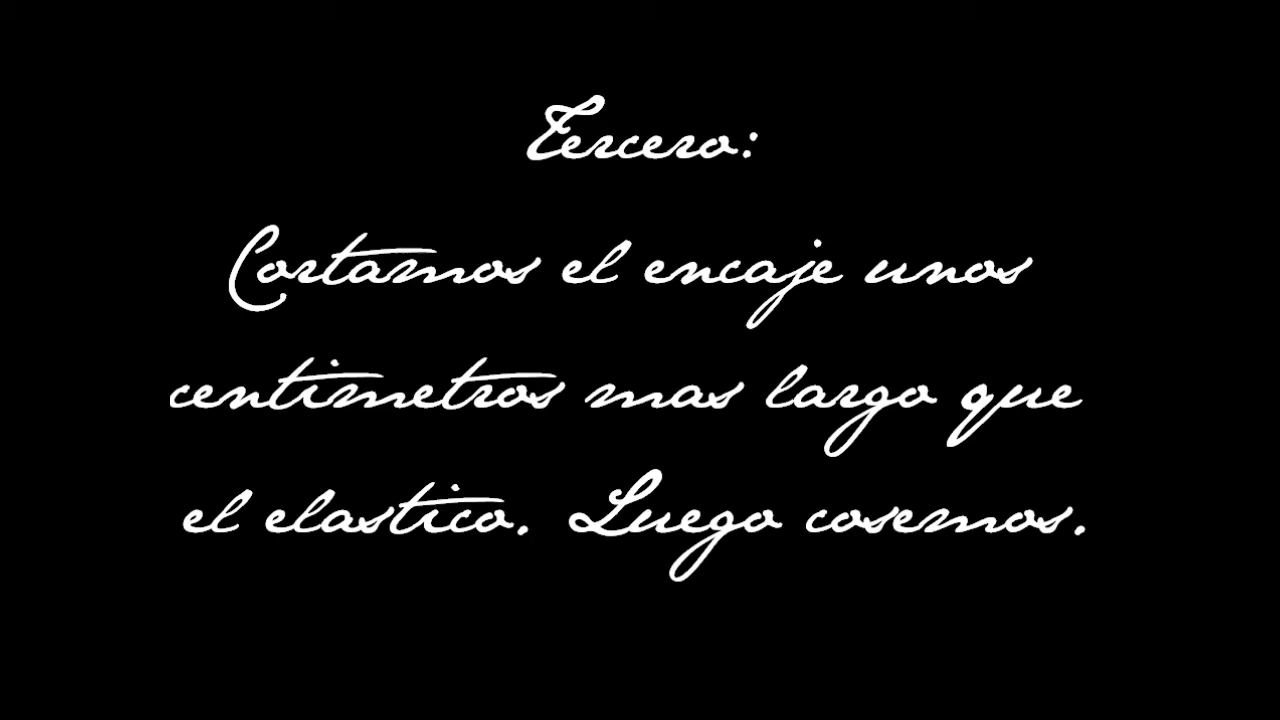 Tercero:
Cortamos el encaje unos
centimetros mas largo que
el elastico. Luego cosemos.